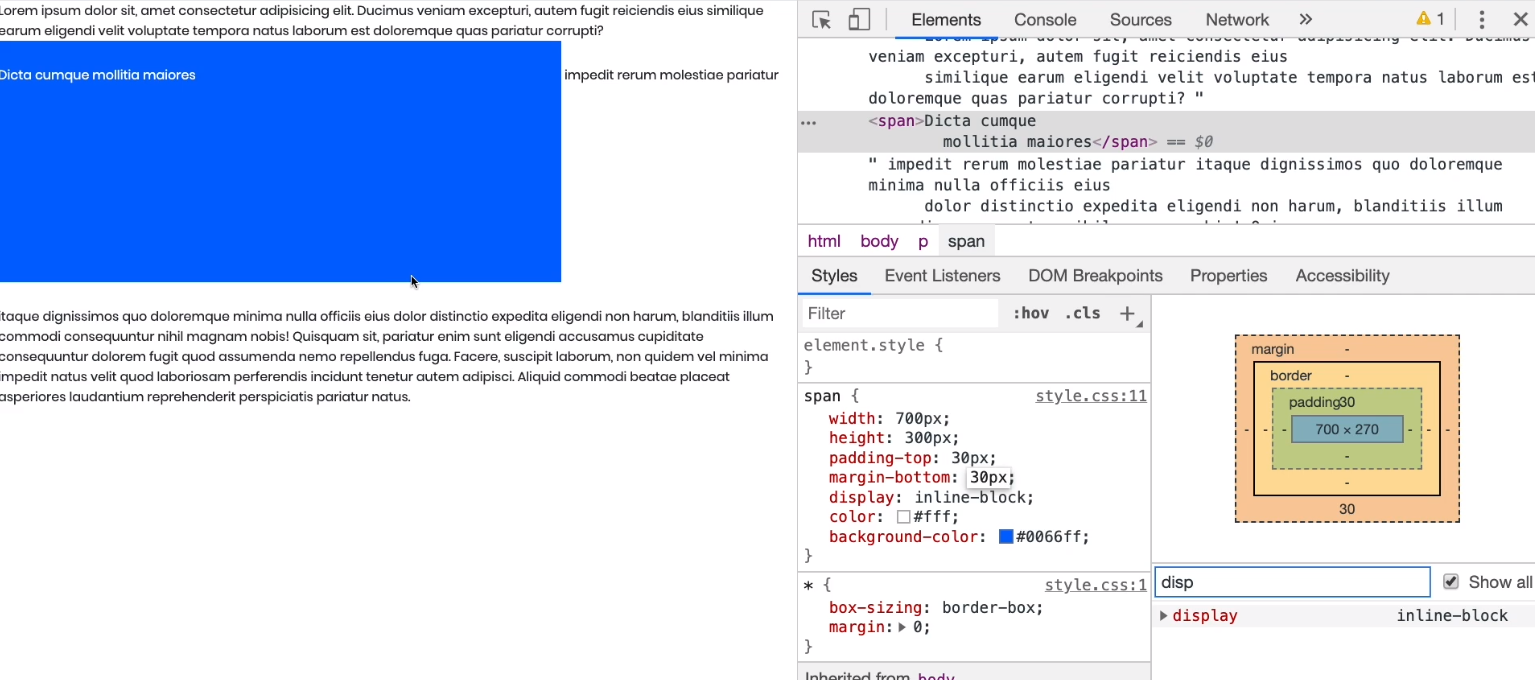 Lorem ipsum dolor sit, amet consectetur adipisicing elit. Ducimus veniam excepturi, autem fugit reiciendis eius similique
earum eligendi velit voluptate tempora natus laborum est doloremque quas pariatur corrupti?
Dicta cumque mollitia maiores impedit rerum molestiae pariatur
itaque dignissimos quo doloremque minima nulla officiis eius dolor distinctio expedita eligendi non harum, blanditiis illum
commodi consequuntur nihil magnam nobis! Quisquam sit, pariatur enim sunt eligendi accusamus cupiditate
consequuntur dolorem fugit quod assumenda nemo repellendus fuga. Facere, suscipit laborum, non quidem vel minima
impedit natus velit quod laboriosam perferendis incidunt tenetur autem adipisci. Aliquid commodi beatae placeat
asperiores laudantium reprehenderit perspiciatis pariatur natus.
Elements Console Sources Network » 1
Lorem ipsum dolor sit, amet consectetur adipisicing elit. Ducimus
veniam excepturi, autem fugit reiciendis eius
similique earum eligendi velit voluptate tempora natus laborum est
doloremque quas pariatur corrupti? "
... <span>Dicta cumque
mollitia maiores</span> == $0
" impedit rerum molestiae pariatur itaque dignissimos quo doloremque
minima nulla officiis eius
dolor distinctio expedita eligendi non harum, blanditiis illum
html body p span
Styles Event Listeners DOM Breakpoints Properties Accessibility
Filter :hov .cls +
element.style {
}
span { style.css:11
width: 700px;
height: 300px;
padding-top: 30px;
margin-bottom: 30px;
display: inline-block;
color: #fff;
background-color: #0066ff;
}
* { style.css:1
box-sizing: border-box;
margin: 0;
}
Inherited from body
margin -
border -
padding30
- - - 700 × 270 - - -
-
-
30
disp Show all
display inline-block